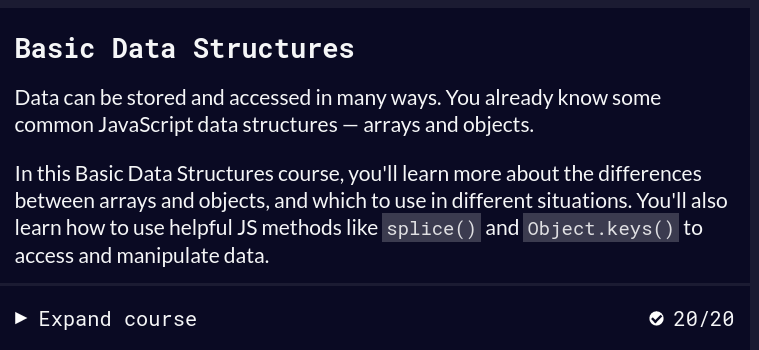 Basic Data Structures
Data can be stored and accessed in many ways. You already know some
common JavaScript data structures — arrays and objects.
In this Basic Data Structures course, you'll learn more about the differences
between arrays and objects, and which to use in different situations. You'll also
learn how to use helpful JS methods like splice() and Object.keys() to
access and manipulate data.
Expand course 20/20